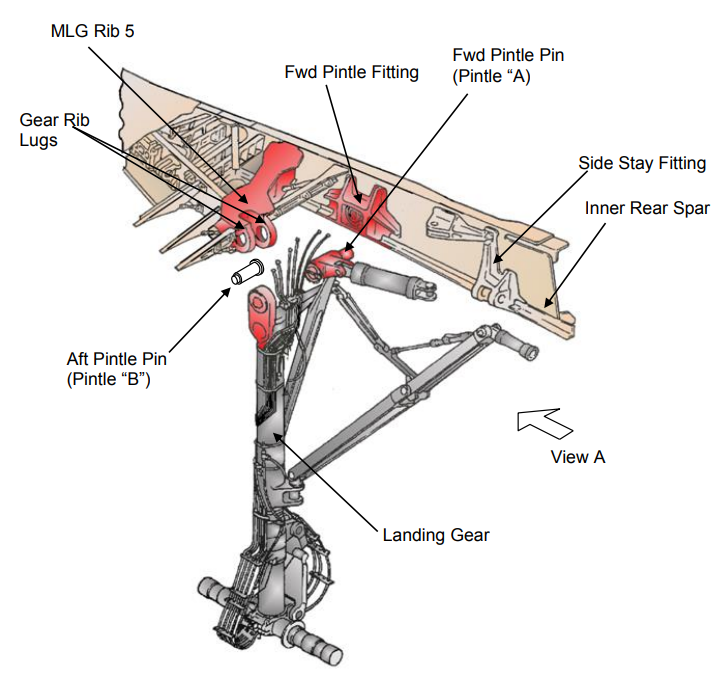 MLG Rib 5
Fwd Pintle Pin
(Pintle “A)
Fwd Pintle Fitting
Gear Rib
Lugs
Side Stay Fitting
Inner Rear Spar
Aft Pintle Pin
(Pintle “B”)
View A
Landing Gear